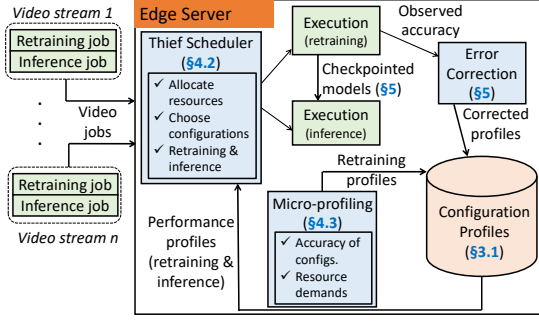 Video stream 1
Retraining job
Inference job
.
.
.
Video
jobs
Retraining job
Inference job
Video stream n
Edge Server
Thief Scheduler
(§4.2)
✓ Allocate
resources
✓ Choose
configurations
✓ Retraining &
inference
Execution
(retraining)
Checkpointed
models (§5)
Execution
(inference)
Observed
accuracy
Error
Correction
(§5)
Corrected
profiles
Retraining
profiles
Micro-profiling
(§4.3)
✓ Accuracy of
configs.
✓ Resource
demands
Performance
profiles
(retraining &
inference)
Configuration
Profiles
(§3.1)